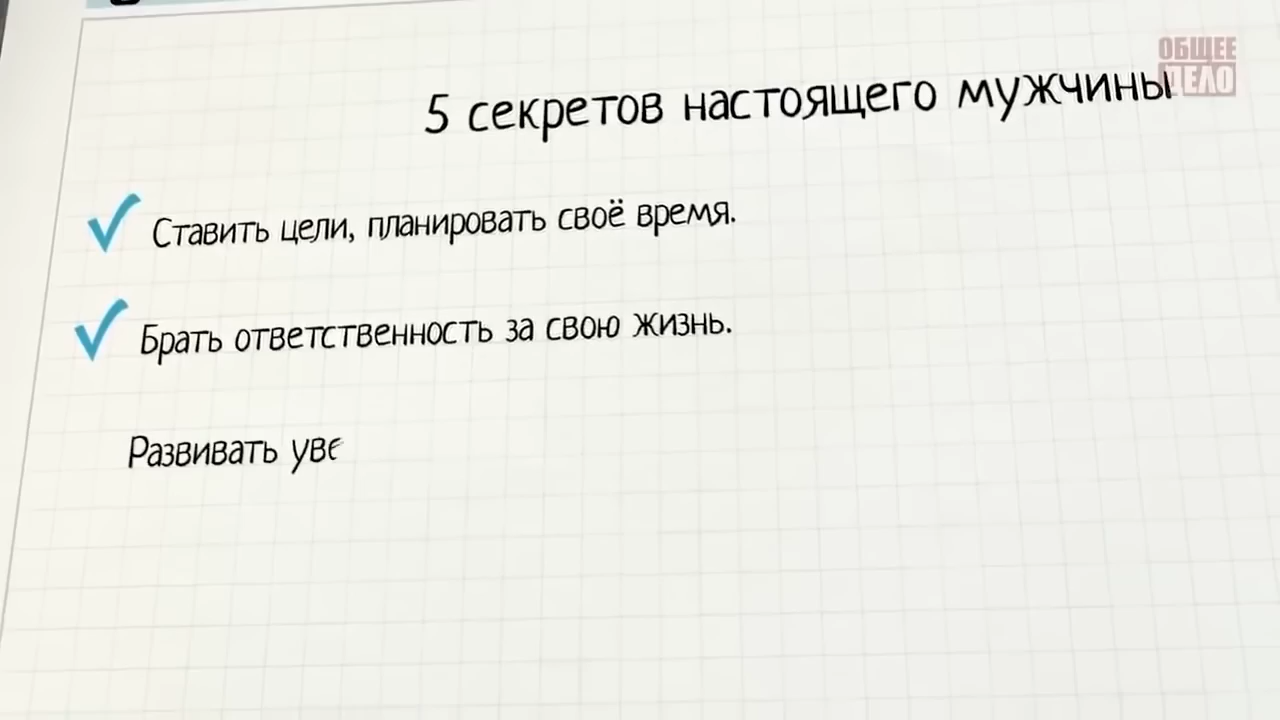 ОБЩЕЕ
ДЕЛО
5 секретов настоящего мужчины
Ставить цели, планировать своё время.
Брать ответственность за свою жизнь.
Развивать уве